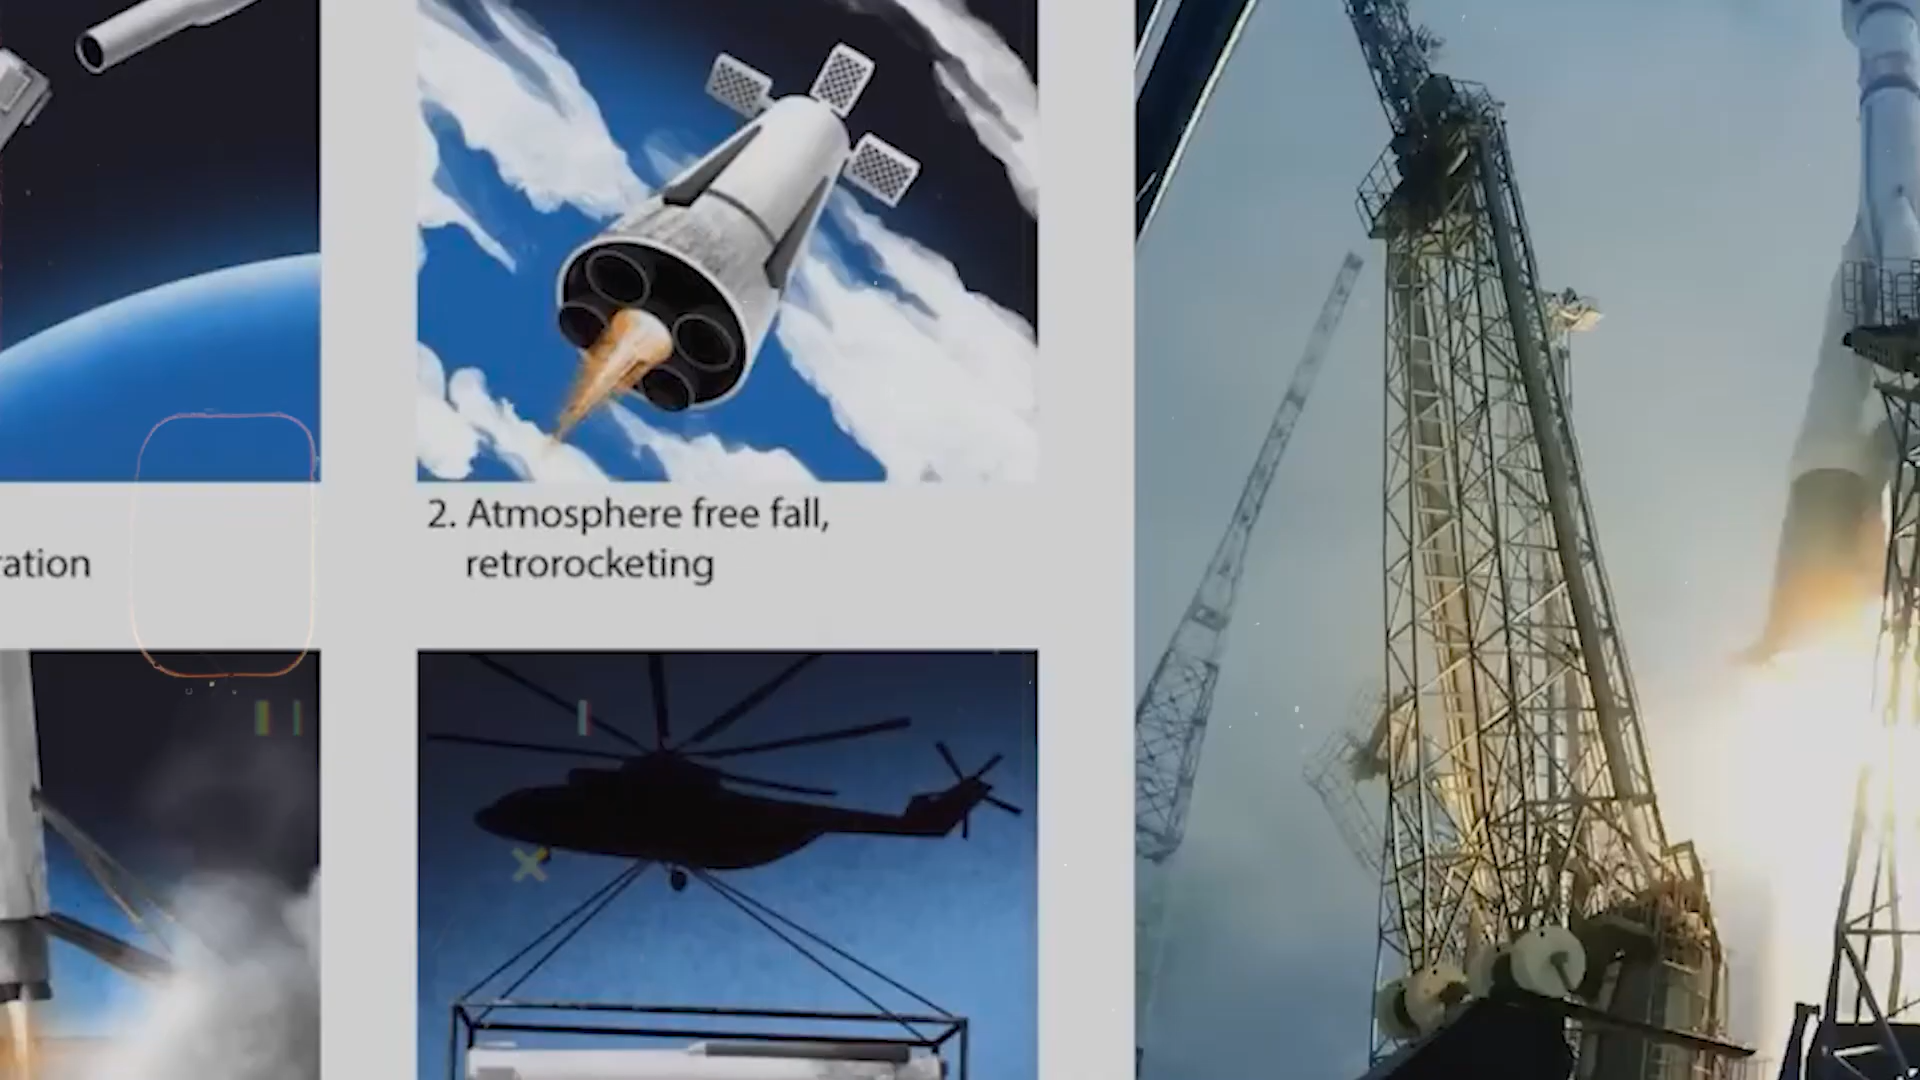 2. Atmosphere free fall,
retrorocketing
ration